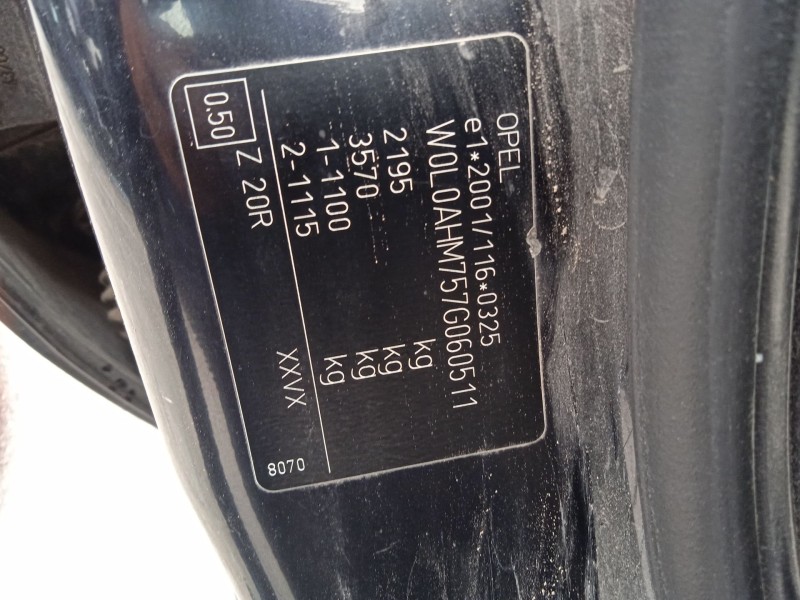 OPEL
e1*2001/116*0325
W0L0AHM757G060511
2195 kg
3570 kg
1-1100 kg
2-1115 kg
XXVX
0.50 Z 20R
8070